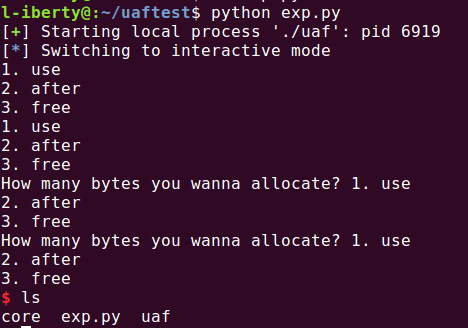 l-iberty@:~/uaftest$ python exp.py
[+] Starting local process './uaf': pid 6919
[*] Switching to interactive mode
1. use
2. after
3. free
1. use
2. after
3. free
How many bytes you wanna allocate? 1. use
2. after
3. free
How many bytes you wanna allocate? 1. use
2. after
3. free
$ ls
core  exp.py  uaf